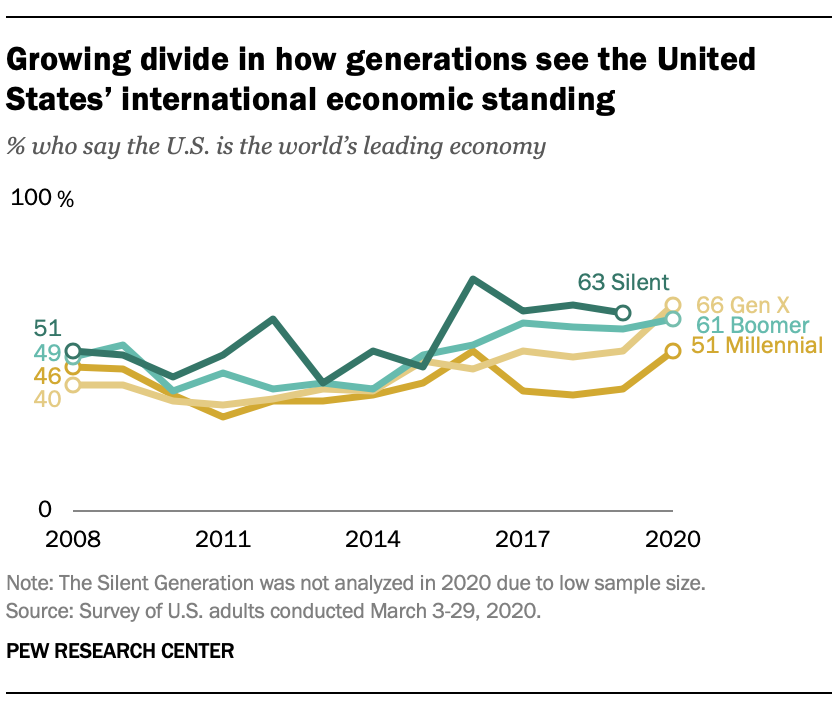 Growing divide in how generations see the United
States’ international economic standing
% who say the U.S. is the world’s leading economy
100 %
63 Silent
66 Gen X
61 Boomer
51 Millennial
51
49
46
40
0
2008 2011 2014 2017 2020
Note: The Silent Generation was not analyzed in 2020 due to low sample size.
Source: Survey of U.S. adults conducted March 3-29, 2020.
PEW RESEARCH CENTER